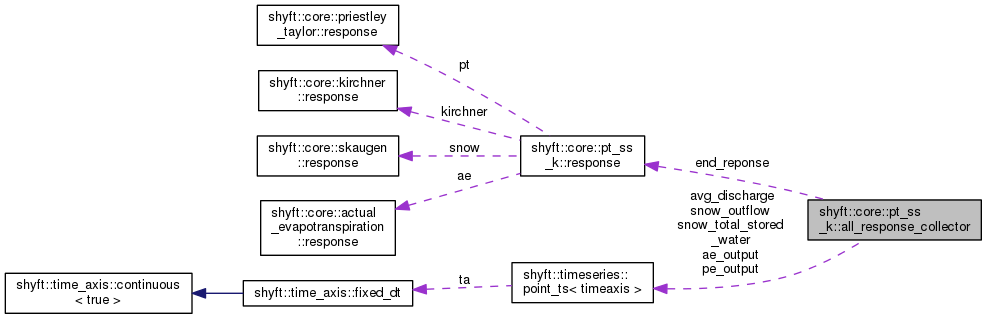 shyft::core::priestley
_taylor::response
pt
shyft::core::kirchner
::response
kirchner
shyft::core::skaugen
::response
snow
shyft::core::pt_ss
_k::response
end_reponse
ae
shyft::core::actual
_evapotranspiration
::response
avg_discharge
snow_outflow
snow_total_stored
_water
ae_output
pe_output
shyft::core::pt_ss
_k::all_response_collector
shyft::time_axis::continuous
< true >
shyft::time_axis::fixed_dt
ta
shyft::timeseries::
point_ts< timeaxis >